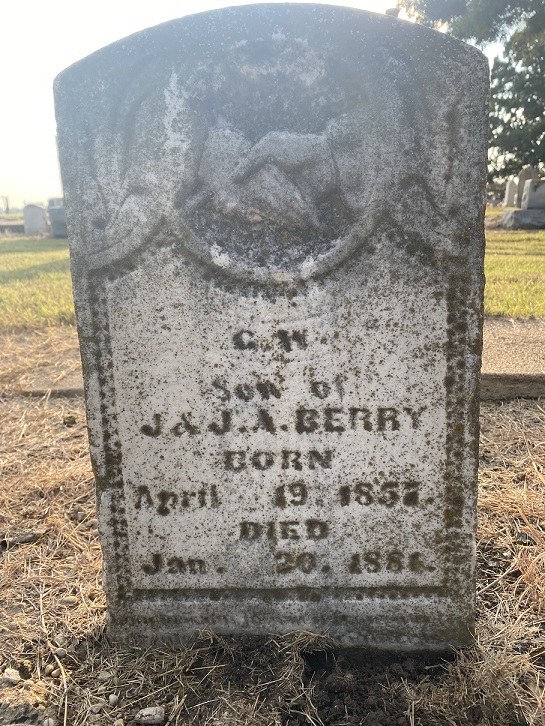 G. W.
Son of
J & J. A. BERRY
BORN
April 19. 1857.
DIED
Jan. 20. 1881.